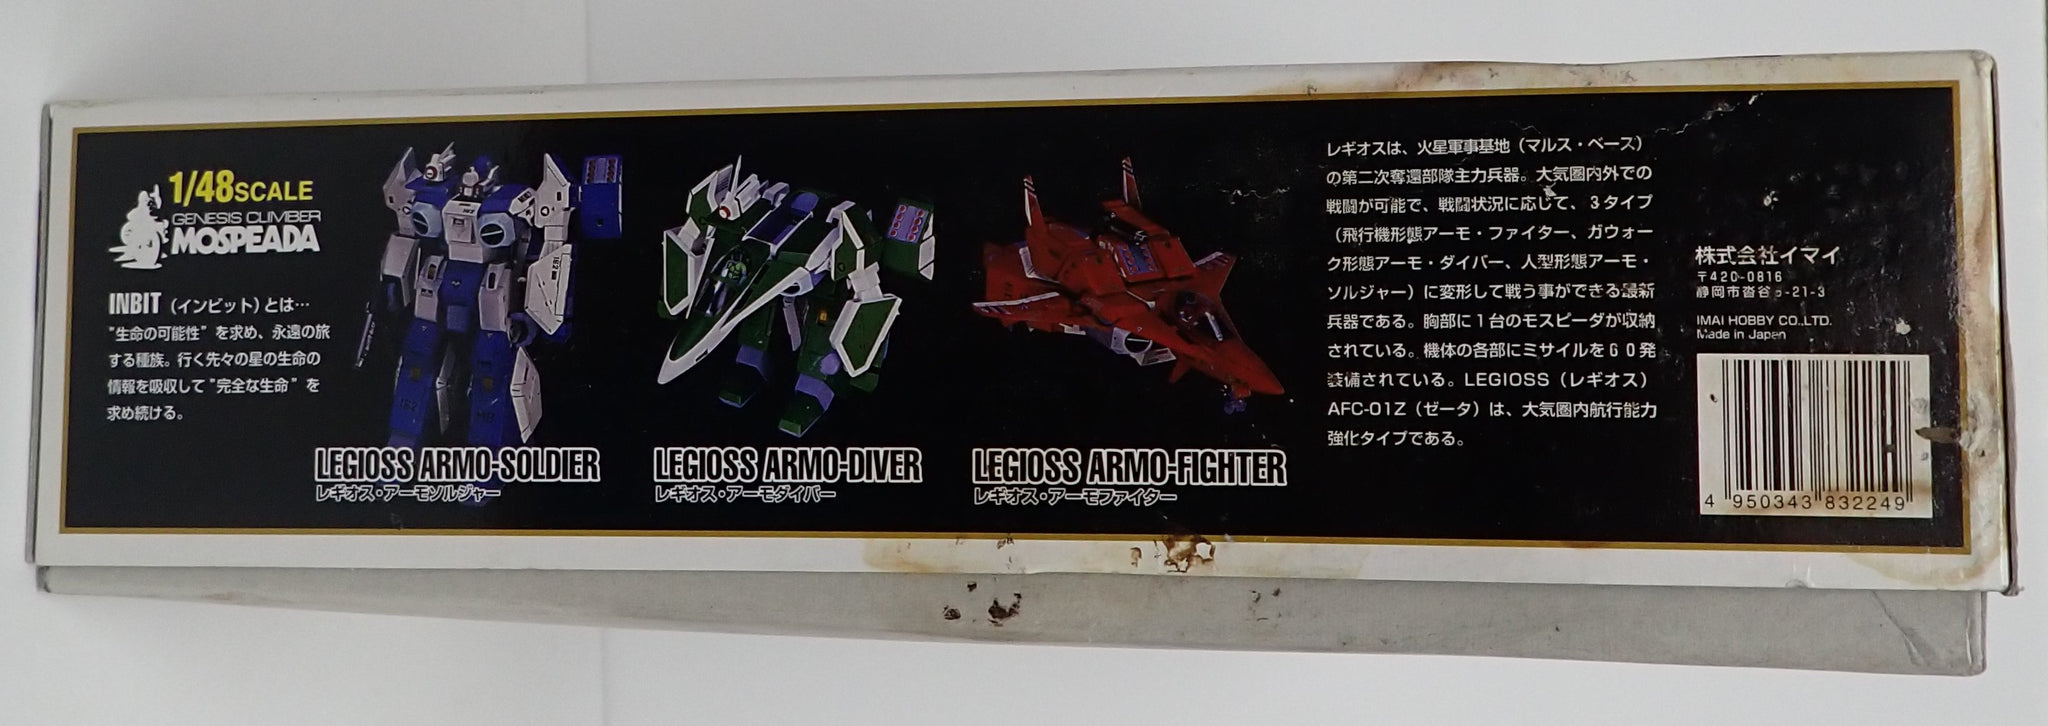 1/48SCALE
GENESIS CLIMBER
MOSPEADA
INBIT（インビット）とは…
"生命の可能性"を求め、永遠の旅
する種族。行く先々の星の生命の
情報を吸収して"完全な生命"を
求め続ける。
LEGIOSS ARMO-SOLDIER
レギオス・アーモソルジャー
LEGIOSS ARMO-DIVER
レギオス・アーモダイバー
LEGIOSS ARMO-FIGHTER
レギオス・アーモファイター
レギオスは、火星軍事基地（マルス・ベース）
の第二次奪還部隊主力兵器。大気圏内外での
戦闘が可能で、戦闘状況に応じて、3タイプ
（飛行機形態アーモ・ファイター、ガウォー
ク形態アーモ・ダイバー、人型形態アーモ・
ソルジャー）に変形して戦う事ができる最新
兵器である。胸部に1台のモスピーダが収納
されている。機体の各部にミサイルを60発
装備されている。LEGIOSS（レギオス）
AFC-01Z（ゼータ）は、大気圏内航行能力
強化タイプである。
株式会社イマイ
〒420-0816
静岡市沓谷 -21-3
IMAI HOBBY CO.,LTD.
Made in Japan
4 950343 832249